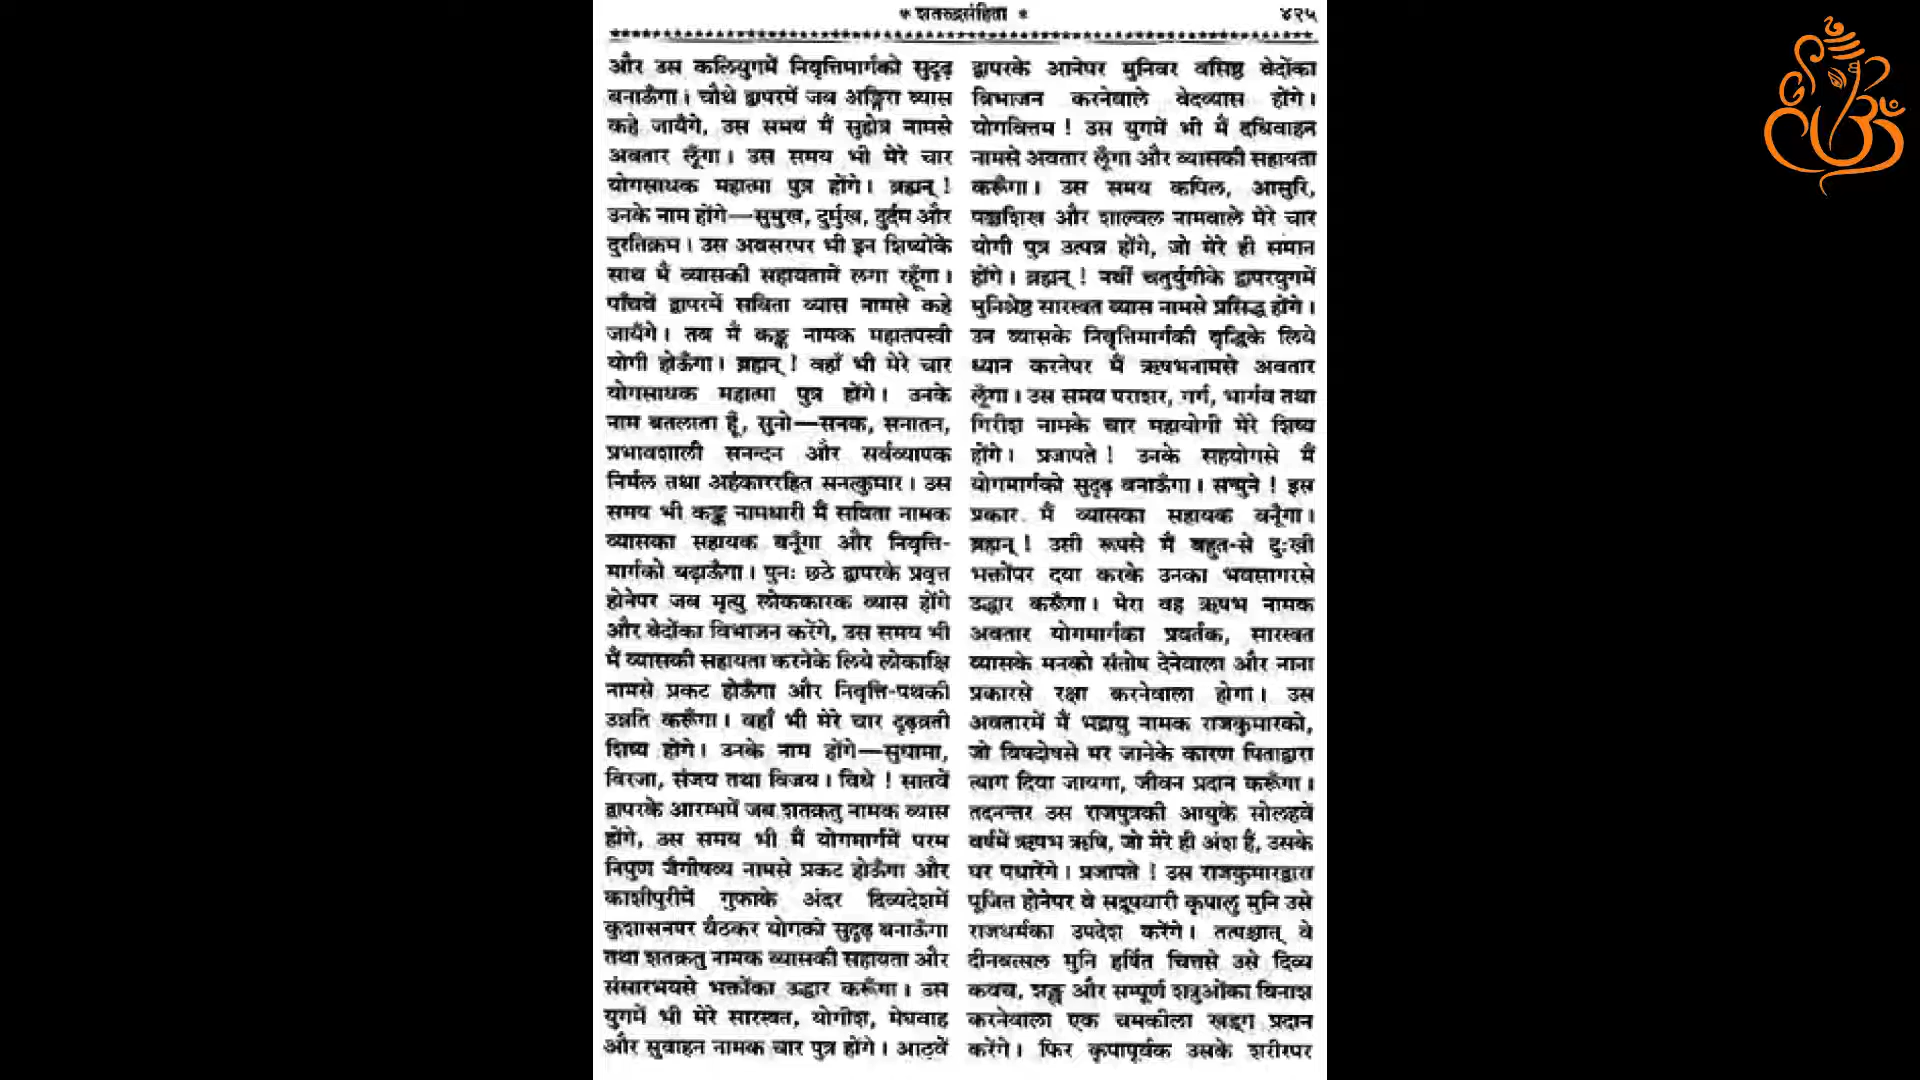 * शतरुद्रसंहिता *
४२५
और उस कलियुगमें निवृत्तिमार्गको सुदृढ़
बनाऊँगा। चौथे द्वापरमें जब अङ्गिरा व्यास
कहे जायँगे, उस समय मैं सुहोत्र नामसे
अवतार लूँगा। उस समय भी मेरे चार
योगसाधक महात्मा पुत्र होंगे। ब्रह्मन्!
उनके नाम होंगे—सुमुख, दुर्मुख, दुर्दम और
दुरतिक्रम। उस अवसरपर भी इन शिष्योंके
साथ मैं व्यासकी सहायतामें लगा रहूँगा।
पाँचवें द्वापरमें सविता व्यास नामसे कहे
जायँगे। तब मैं कङ्क नामक महातपस्वी
योगी होऊँगा। ब्रह्मन्! वहाँ भी मेरे चार
योगसाधक महात्मा पुत्र होंगे। उनके
नाम बतलाता हूँ, सुनो—सनक, सनातन,
प्रभावशाली सनन्दन और सर्वव्यापक
निर्मल तथा अहंकाररहित सनत्कुमार। उस
समय भी कङ्क नामधारी मैं सविता नामक
व्यासका सहायक बनूँगा और निवृत्ति-
मार्गको बढ़ाऊँगा। पुनः छठे द्वापरके प्रवृत्त
होनेपर जब मृत्यु लोककारक व्यास होंगे
और वेदोंका विभाजन करेंगे, उस समय भी
मैं व्यासकी सहायता करनेके लिये लोकाक्षि
नामसे प्रकट होऊँगा और निवृत्ति-पथकी
उन्नति करूँगा। वहाँ भी मेरे चार दृढ़व्रती
शिष्य होंगे। उनके नाम होंगे—सुधामा,
विरजा, संजय तथा विजय। विधे! सातवें
द्वापरके आरम्भमें जब शतक्रतु नामक व्यास
होंगे, उस समय भी मैं योगमार्गमें परम
निपुण जैगीषव्य नामसे प्रकट होऊँगा और
काशीपुरीमें गुफाके अंदर दिव्यदेशमें
कुशासनपर बैठकर योगको सुदृढ़ बनाऊँगा
तथा शतक्रतु नामक व्यासकी सहायता और
संसारभयसे भक्तोंका उद्धार करूँगा। उस
युगमें भी मेरे सारस्वत, योगीश, मेघवाह
और सुवाहन नामक चार पुत्र होंगे। आठवें
द्वापरके आनेपर मुनिवर वसिष्ठ वेदोंका
विभाजन करनेवाले वेदव्यास होंगे।
योगवित्तम! उस युगमें भी मैं दधिवाहन
नामसे अवतार लूँगा और व्यासकी सहायता
करूँगा। उस समय कपिल, आसुरि,
पञ्चशिख और शाल्वल नामवाले मेरे चार
योगी पुत्र उत्पन्न होंगे, जो मेरे ही समान
होंगे। ब्रह्मन्! नवीं चतुर्युगीके द्वापरयुगमें
मुनिश्रेष्ठ सारस्वत व्यास नामसे प्रसिद्ध होंगे।
उन व्यासके निवृत्तिमार्गकी वृद्धिके लिये
ध्यान करनेपर मैं ऋषभनामसे अवतार
लूँगा। उस समय पराशर, गर्ग, भार्गव तथा
गिरीश नामके चार महायोगी मेरे शिष्य
होंगे। प्रजापते! उनके सहयोगसे मैं
योगमार्गको सुदृढ़ बनाऊँगा। सन्मुने! इस
प्रकार मैं व्यासका सहायक बनूँगा।
ब्रह्मन्! उसी रूपसे मैं बहुत-से दुःखी
भक्तोंपर दया करके उनका भवसागरसे
उद्धार करूँगा। मेरा वह ऋषभ नामक
अवतार योगमार्गका प्रवर्तक, सारस्वत
व्यासके मनको संतोष देनेवाला और नाना
प्रकारसे रक्षा करनेवाला होगा। उस
अवतारमें मैं भद्रायु नामक राजकुमारको,
जो विषदोषसे मर जानेके कारण पिताद्वारा
त्याग दिया जायगा, जीवन प्रदान करूँगा।
तदनन्तर उस राजपुत्रकी आयुके सोलहवें
वर्षमें ऋषभ ऋषि, जो मेरे ही अंश हैं, उसके
घर पधारेंगे। प्रजापते! उस राजकुमारद्वारा
पूजित होनेपर वे सद्रूपधारी कृपालु मुनि उसे
राजधर्मका उपदेश करेंगे। तत्पश्चात् वे
दीनवत्सल मुनि हर्षित चित्तसे उसे दिव्य
कवच, शङ्ख और सम्पूर्ण शत्रुओंका विनाश
करनेवाला एक चमकीला खड्ग प्रदान
करेंगे। फिर कृपापूर्वक उसके शरीरपर